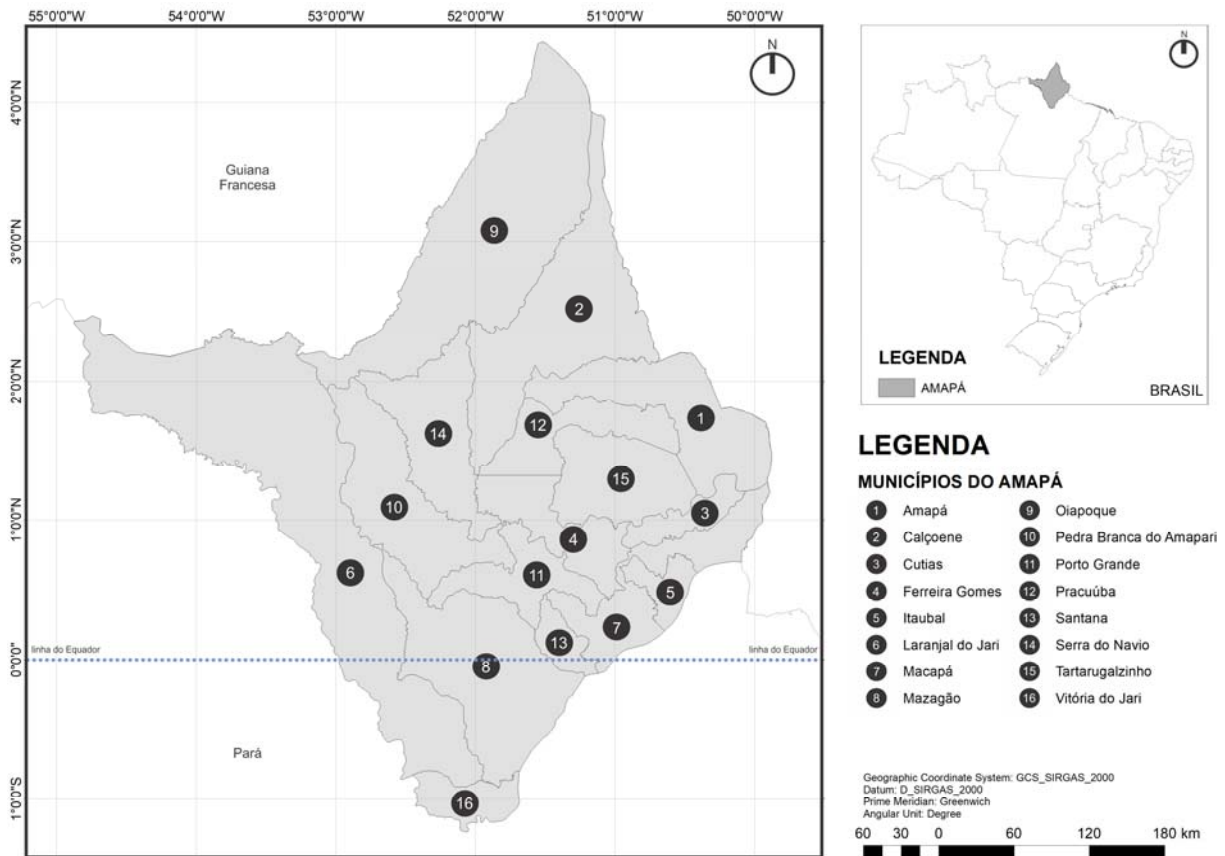 55°0'0"W
54°0'0"W
53°0'0"W
52°0'0"W
51°0'0"W
50°0'0"W
4°0'0"N
3°0'0"N
2°0'0"N
1°0'0"N
0°0'0"
1°0'0"S
N
Guiana
Francesa
9
2
1
12
14
15
10
3
4
11
6
5
7
13
linha do Equador
linha do Equador
8
Pará
16
N
LEGENDA
AMAPÁ
BRASIL
LEGENDA
MUNICÍPIOS DO AMAPÁ
1 Amapá
2 Calçoene
3 Cutias
4 Ferreira Gomes
5 Itaubal
6 Laranjal do Jari
7 Macapá
8 Mazagão
9 Oiapoque
10 Pedra Branca do Amapari
11 Porto Grande
12 Pracuúba
13 Santana
14 Serra do Navio
15 Tartarugalzinho
16 Vitória do Jari
Geographic Coordinate System: GCS_SIRGAS_2000
Datum: D_SIRGAS_2000
Prime Meridian: Greenwich
Angular Unit: Degree
60 30 0 60 120 180 km